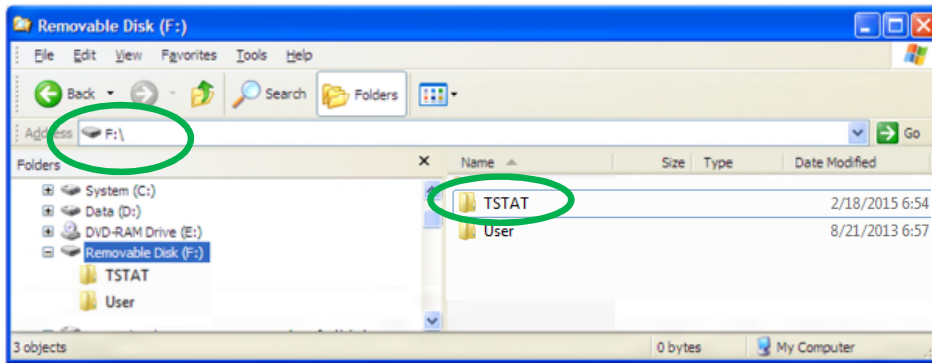 Removable Disk (F:)
File Edit View Favorites Tools Help
Back Search Folders
Address F:\ Go
Folders x Name Size Type Date Modified
System (C:)
Data (D:)
DVD-RAM Drive (E:)
Removable Disk (F:)
TSTAT
User
TSTAT 2/18/2015 6:54
User 8/21/2013 6:57
3 objects 0 bytes My Computer